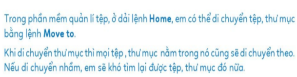 Trong phần mềm quản lí tệp, ở dải lệnh Home, em có thể di chuyển tệp, thư mục
bằng lệnh Move to.
Khi di chuyển thư mục thì mọi tệp, thư mục nằm trong nó cũng sẽ di chuyển theo.
Nếu di chuyển nhầm, em sẽ khó tìm lại được tệp, thư mục đó nữa.